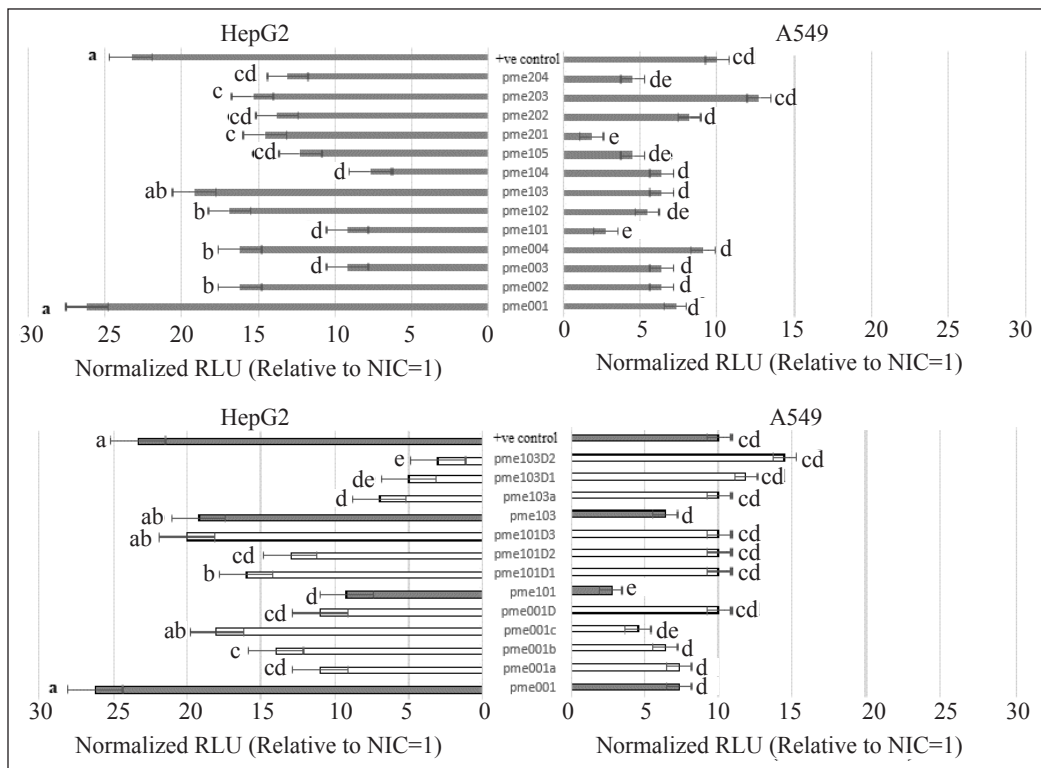 HepG2 A549
a +ve control cd
cd pme204 de
c pme203 cd
cd pme202 d
c pme201 e
cd pme105 de
d pme104 d
ab pme103 d
b pme102 de
d pme101 e
b pme004 d
d pme003 d
b pme002 d
a pme001 d
30 25 20 15 10 5 0 0 5 10 15 20 25 30
Normalized RLU (Relative to NIC=1) Normalized RLU (Relative to NIC=1)
HepG2 A549
a +ve control cd
e pme103D2 cd
de pme103D1 cd
d pme103a cd
ab pme103 d
ab pme101D3 cd
cd pme101D2 cd
b pme101D1 cd
d pme101 e
cd pme001D cd
ab pme001c de
c pme001b d
cd pme001a d
a pme001 d
30 25 20 15 10 5 0 0 5 10 15 20 25 30
Normalized RLU (Relative to NIC=1) Normalized RLU (Relative to NIC=1)